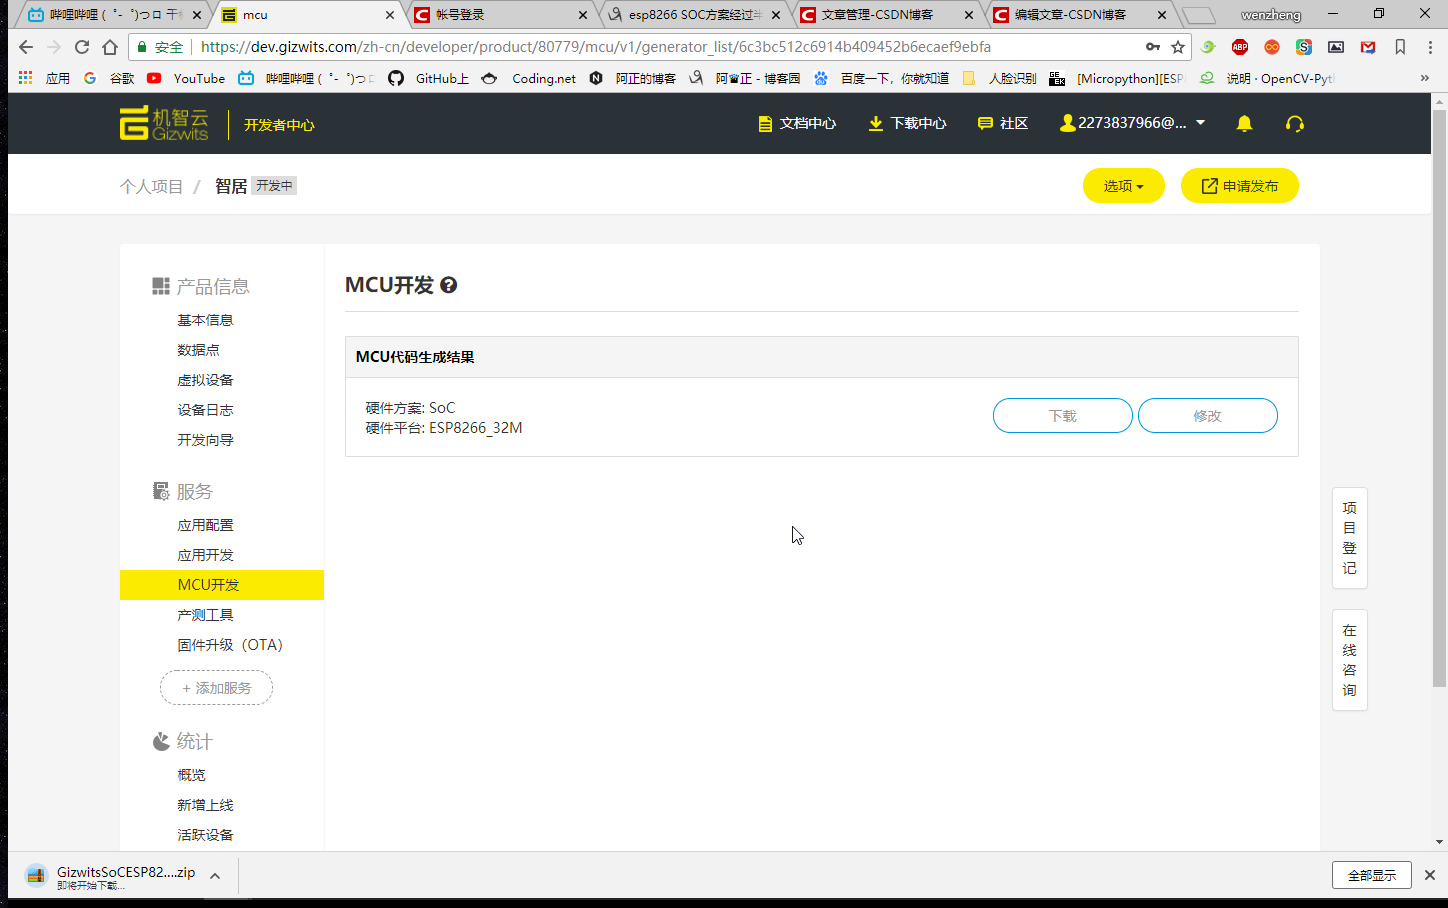 哔哩哔哩 ( ゜- ゜)つロ 干
mcu
帐号登录
esp8266 SOC方案经过半
文章管理-CSDN博客
编辑文章-CSDN博客
wenzheng
安全
https://dev.gizwits.com/zh-cn/developer/product/80779/mcu/v1/generator_list/6c3bc512c6914b409452b6ecaef9ebfa
应用
谷歌
YouTube
哔哩哔哩 ( ゜- ゜)つロ
GitHub上
Coding.net
阿正的博客
阿♛正 - 博客园
百度一下，你就知道
人脸识别
[Micropython][ESP
说明 · OpenCV-Pyt
机智云
Gizwits
开发者中心
文档中心
下载中心
社区
2273837966@...
个人项目 / 智居 开发中
选项
申请发布
产品信息
基本信息
数据点
虚拟设备
设备日志
开发向导
服务
应用配置
应用开发
MCU开发
产测工具
固件升级（OTA）
+ 添加服务
统计
概览
新增上线
活跃设备
MCU开发
MCU代码生成结果
硬件方案: SoC
硬件平台: ESP8266_32M
下载
修改
项目登记
在线咨询
GizwitsSoCESP82....zip
即将开始下载...
全部显示